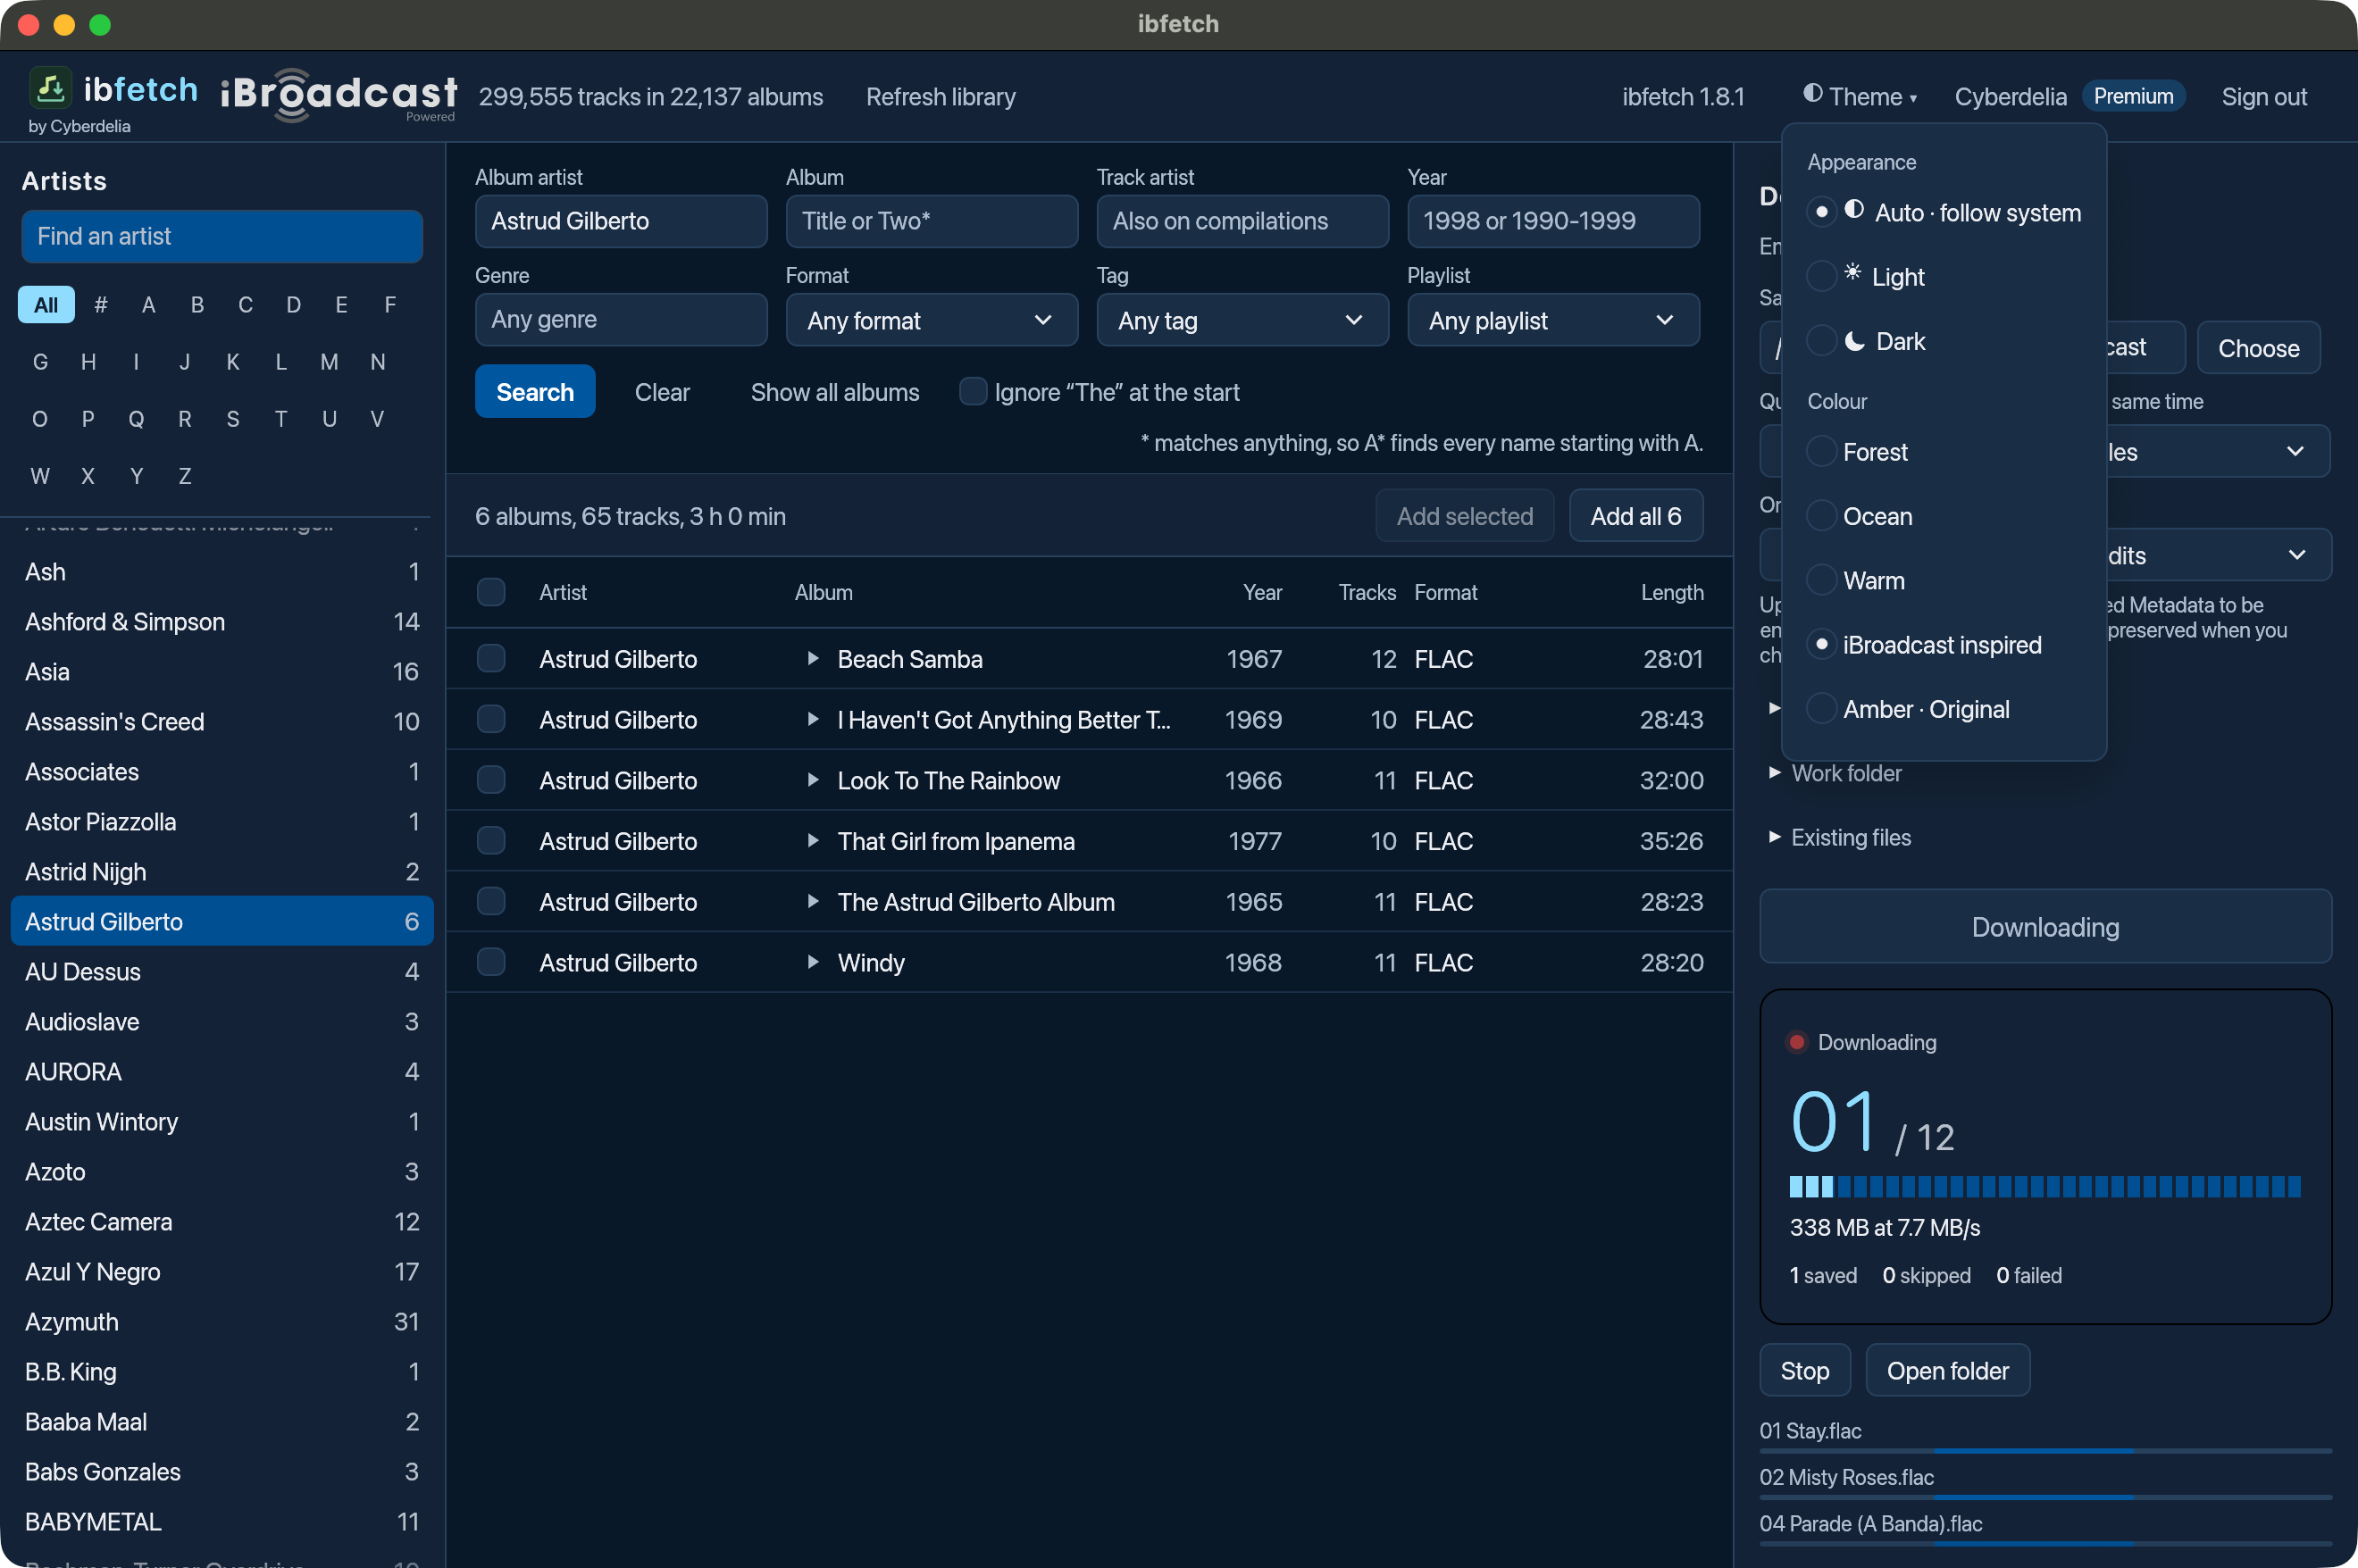 ibfetch
ibfetch
by Cyberdelia
iBroadcast
Powered
299,555 tracks in 22,137 albums
Refresh library
ibfetch 1.8.1
Theme
Cyberdelia
Premium
Sign out
Artists
Find an artist
All # A B C D E F
G H I J K L M N
O P Q R S T U V
W X Y Z
Ash 1
Ashford & Simpson 14
Asia 16
Assassin's Creed 10
Associates 1
Astor Piazzolla 1
Astrid Nijgh 2
Astrud Gilberto 6
AU Dessus 4
Audioslave 3
AURORA 4
Austin Wintory 1
Azoto 3
Aztec Camera 12
Azul Y Negro 17
Azymuth 31
B.B. King 1
Baaba Maal 2
Babs Gonzales 3
BABYMETAL 11
Album artist Album Track artist Year
Astrud Gilberto Title or Two* Also on compilations 1998 or 1990-1999
Genre Format Tag Playlist
Any genre Any format Any tag Any playlist
Search Clear Show all albums Ignore “The” at the start
* matches anything, so A* finds every name starting with A.
6 albums, 65 tracks, 3 h 0 min
Add selected Add all 6
Artist Album Year Tracks Format Length
Astrud Gilberto Beach Samba 1967 12 FLAC 28:01
Astrud Gilberto I Haven't Got Anything Better T... 1969 10 FLAC 28:43
Astrud Gilberto Look To The Rainbow 1966 11 FLAC 32:00
Astrud Gilberto That Girl from Ipanema 1977 10 FLAC 35:26
Astrud Gilberto The Astrud Gilberto Album 1965 11 FLAC 28:23
Astrud Gilberto Windy 1968 11 FLAC 28:20
Appearance
Auto · follow system
Light
Dark
Colour
Forest
Ocean
Warm
iBroadcast inspired
Amber · Original
Choose
same time
Metadata to be
preserved when you
Work folder
Existing files
Downloading
Downloading
01 / 12
338 MB at 7.7 MB/s
1 saved 0 skipped 0 failed
Stop Open folder
01 Stay.flac
02 Misty Roses.flac
04 Parade (A Banda).flac